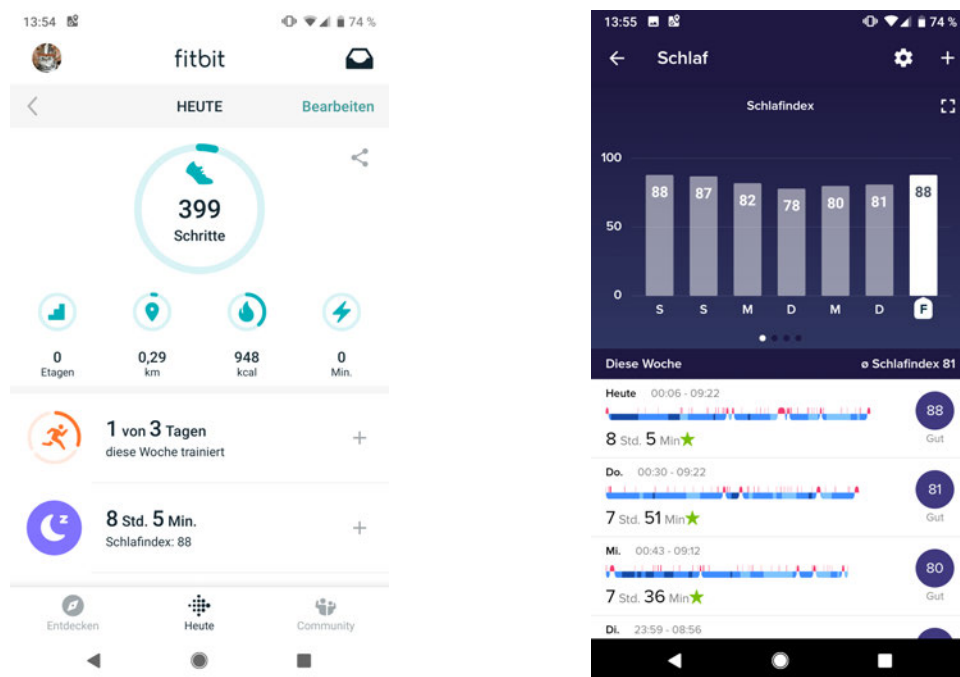 13:54
74 %
fitbit
HEUTE
Bearbeiten
399
Schritte
0
Etagen
0,29
km
948
kcal
0
Min.
1 von 3 Tagen
diese Woche trainiert
8 Std. 5 Min.
Schlafindex: 88
Entdecken
Heute
Community
13:55
74 %
Schlaf
Schlafindex
100
50
0
88
87
82
78
80
81
88
S
S
M
D
M
D
F
Diese Woche
ø Schlafindex 81
Heute 00:06 - 09:22
8 Std. 5 Min
88
Gut
Do. 00:30 - 09:22
7 Std. 51 Min
81
Gut
Mi. 00:43 - 09:12
7 Std. 36 Min
80
Gut
Di. 23:59 - 08:56